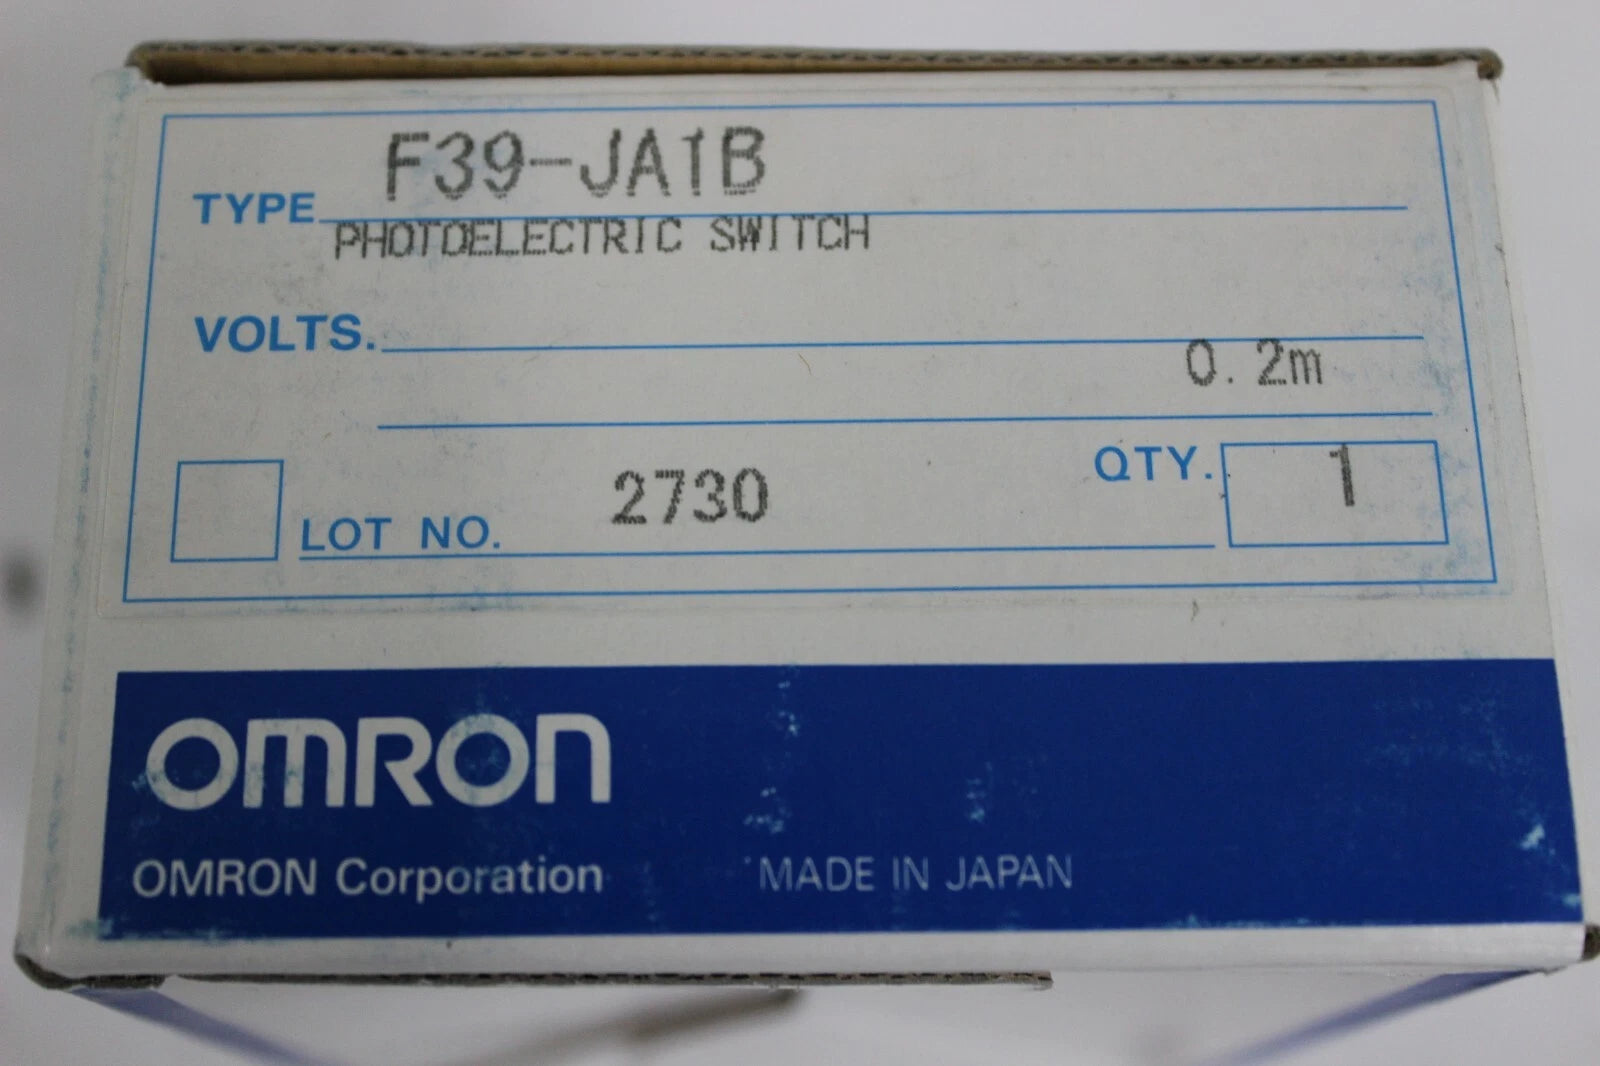 TYPE F39-JA1B
PHOTOELECTRIC SWITCH
VOLTS.
0.2m
LOT NO. 2730 QTY. 1
OMRON
OMRON Corporation MADE IN JAPAN